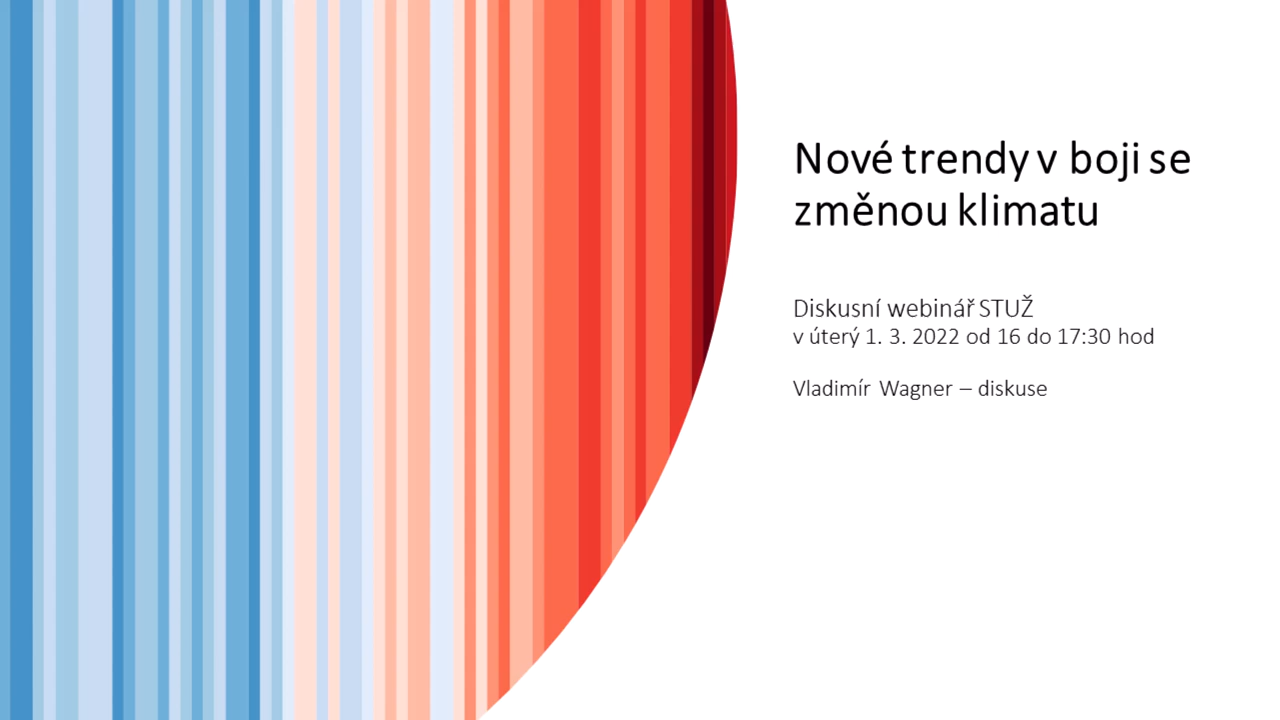 Nové trendy v boji se
změnou klimatu
Diskusní webinář STUŽ
v úterý 1. 3. 2022 od 16 do 17:30 hod
Vladimír Wagner – diskuse